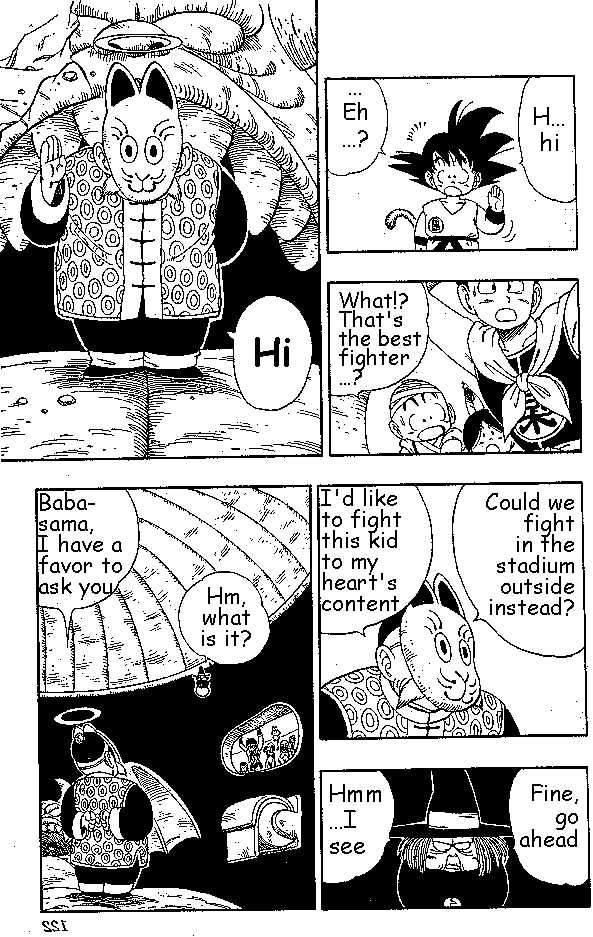 Hi
...
Eh
...?
H...
hi
What!?
That's
the best
fighter
...?
Baba-
sama,
I have a
favor to
ask you
Hm,
what
is it?
I'd like
to fight
this kid
to my
heart's
content
Could we
fight
in the
stadium
outside
instead?
Hmm
...I
see
Fine,
go
ahead
122